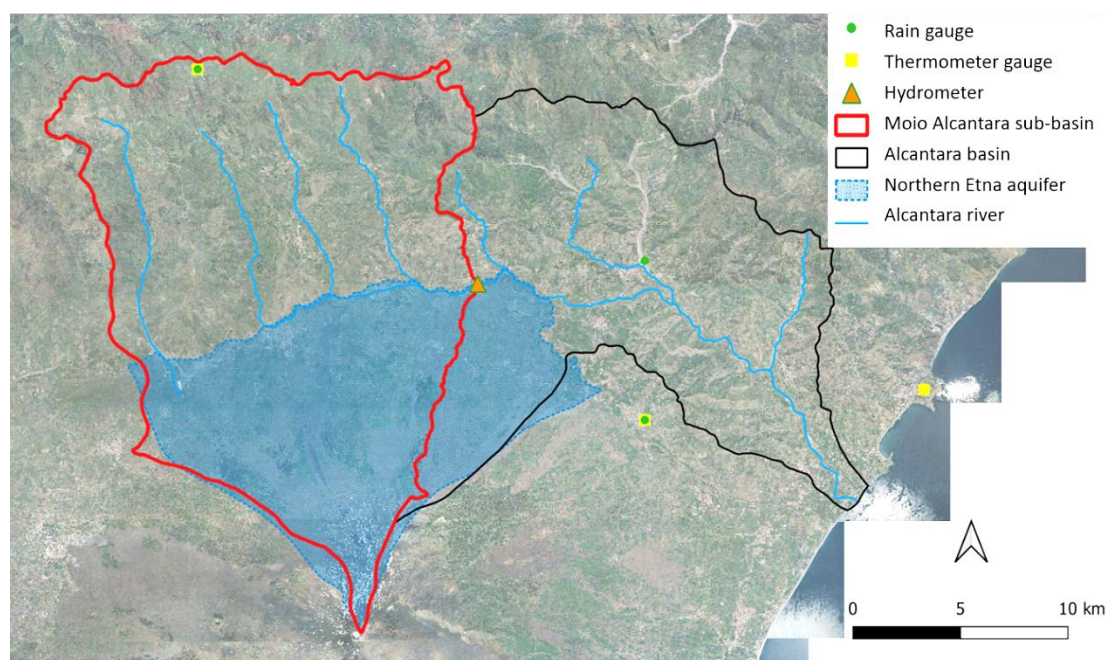 Rain gauge
Thermometer gauge
Hydrometer
Moio Alcantara sub-basin
Alcantara basin
Northern Etna aquifer
Alcantara river
0 5 10 km